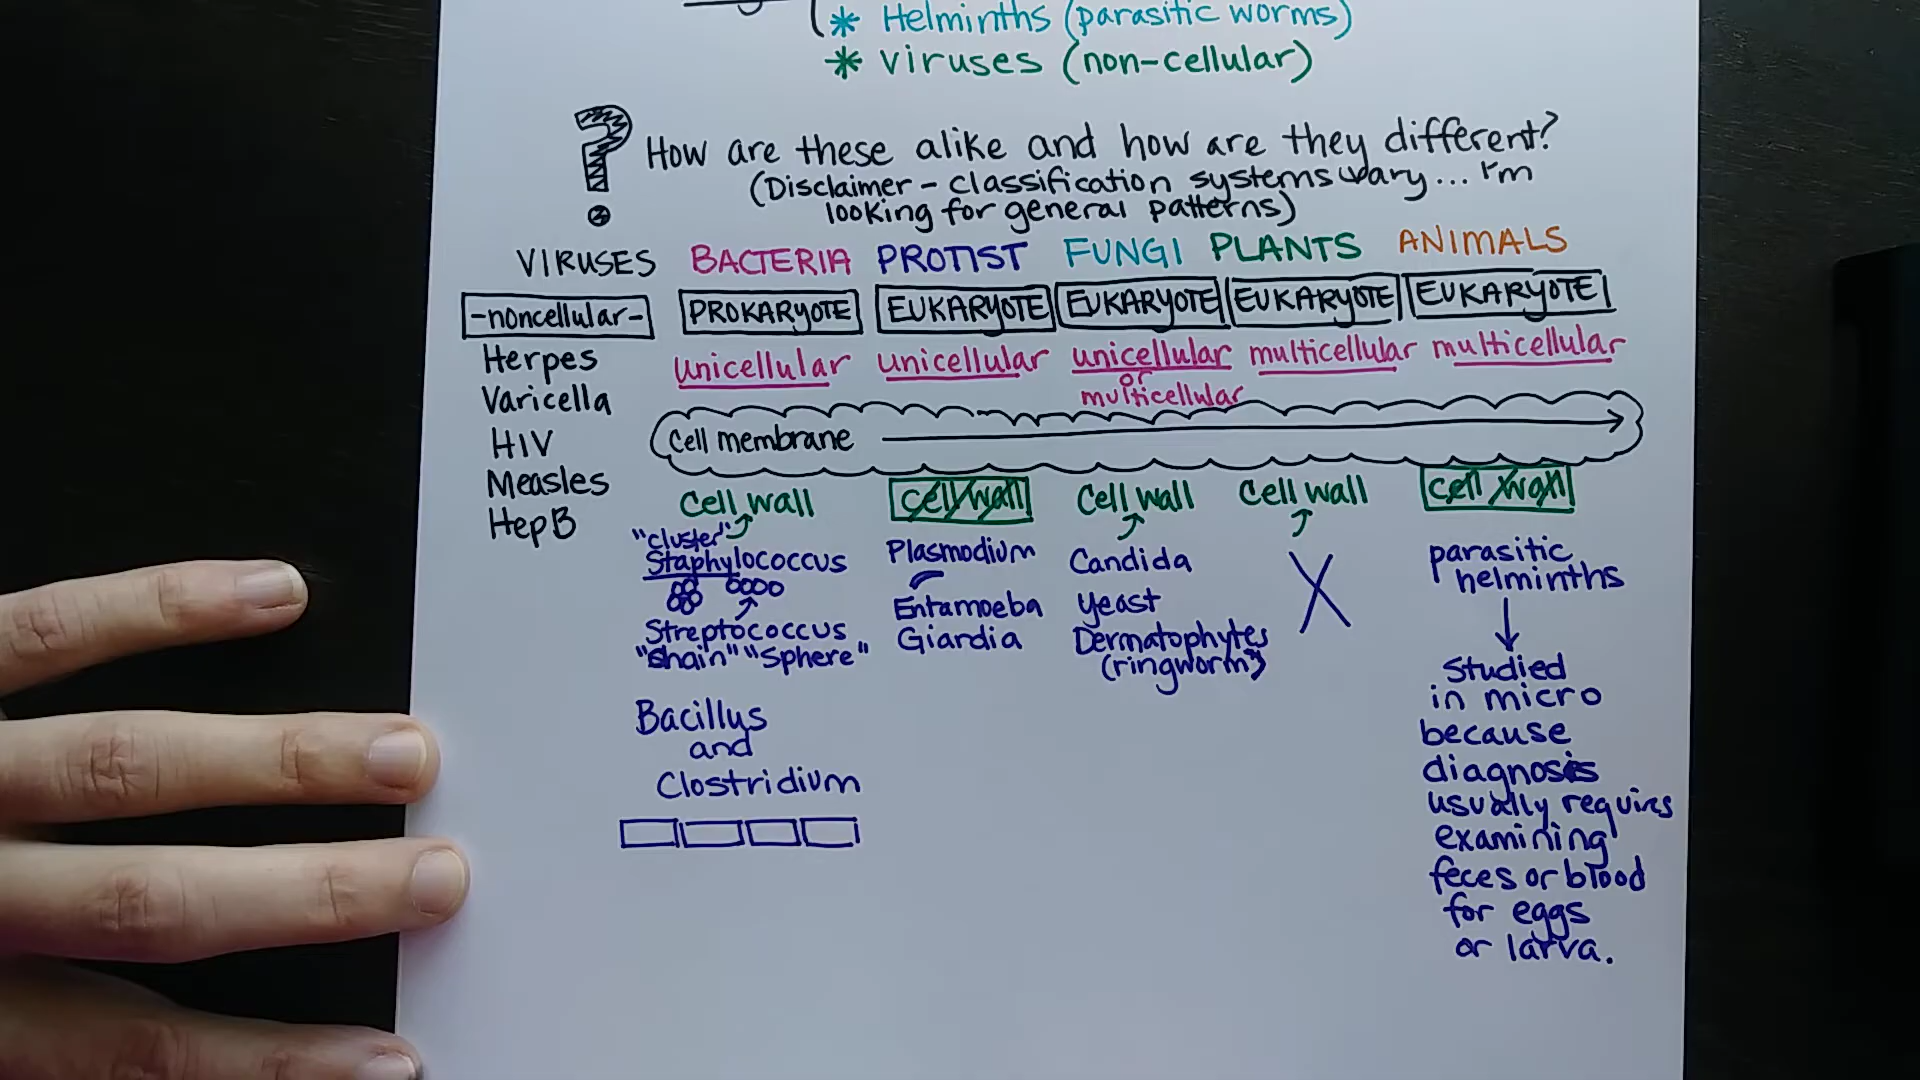 * Helminths (parasitic worms)
* Viruses (non-cellular)
? How are these alike and how are they different?
(Disclaimer - classification systems vary... I'm
looking for general patterns)
VIRUSES BACTERIA PROTIST FUNGI PLANTS ANIMALS
-noncellular- PROKARYOTE EUKARYOTE EUKARYOTE EUKARYOTE EUKARYOTE
Herpes
Varicella
HIV
Measles
Hep B
unicellular unicellular unicellular multicellular multicellular
or
multicellular
Cell membrane
Cell wall cell wall Cell wall Cell wall cell wall
"cluster"
Staphylococcus
Streptococcus
"chain" "Sphere"
Bacillus
and
Clostridium
Plasmodium
Entamoeba
Giardia
Candida
yeast
Dermatophytes
(ringworm)
X
parasitic
helminths
Studied
in micro
because
diagnosis
usually requires
examining
feces or blood
for eggs
or larva.